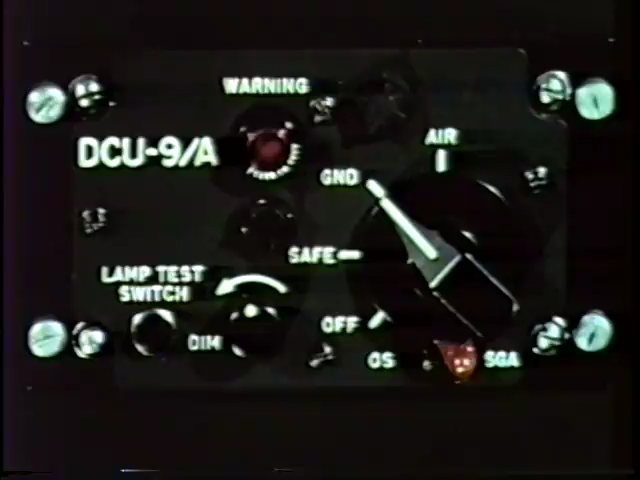 WARNING
AIR
DCU-9/A
GND
SAFE
LAMP TEST
SWITCH
DIM
OFF
OS
SGA